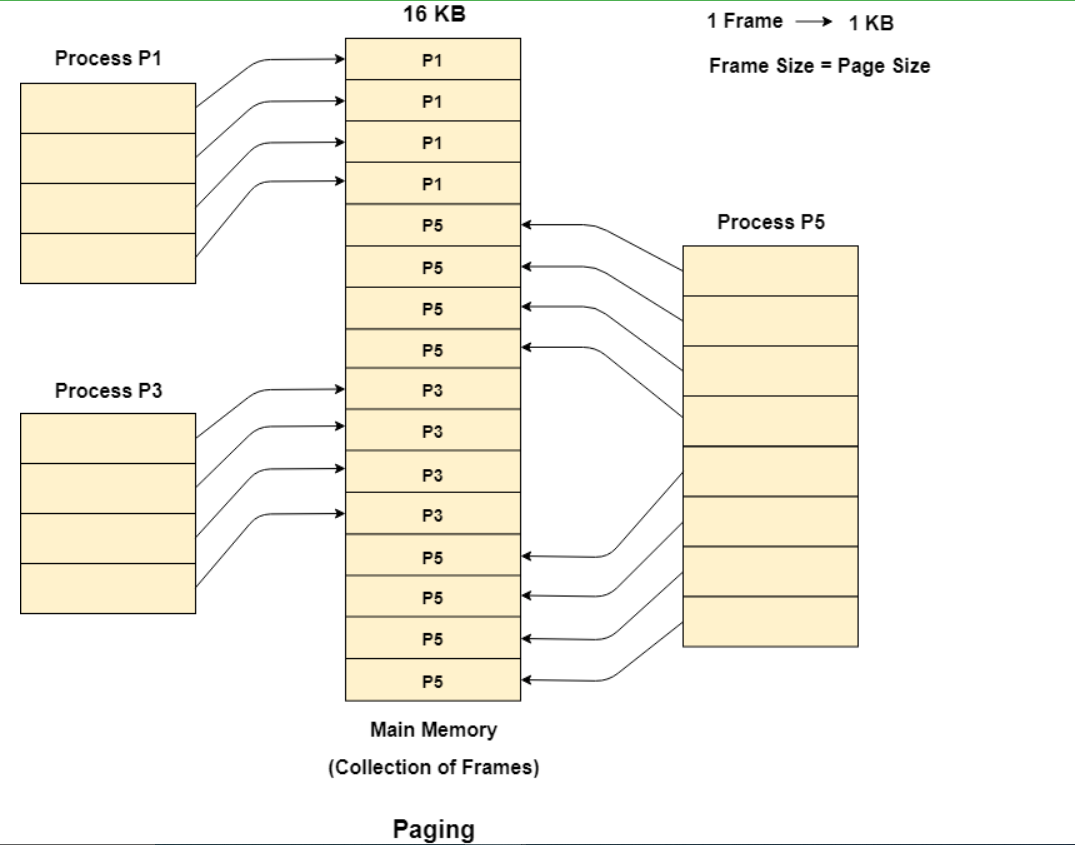 16 KB
1 Frame
1 KB
Frame Size = Page Size
Process P1
P1
P1
P1
P1
P5
P5
P5
P5
Process P5
Process P3
P3
P3
P3
P3
P5
P5
P5
P5
Main Memory
(Collection of Frames)
Paging